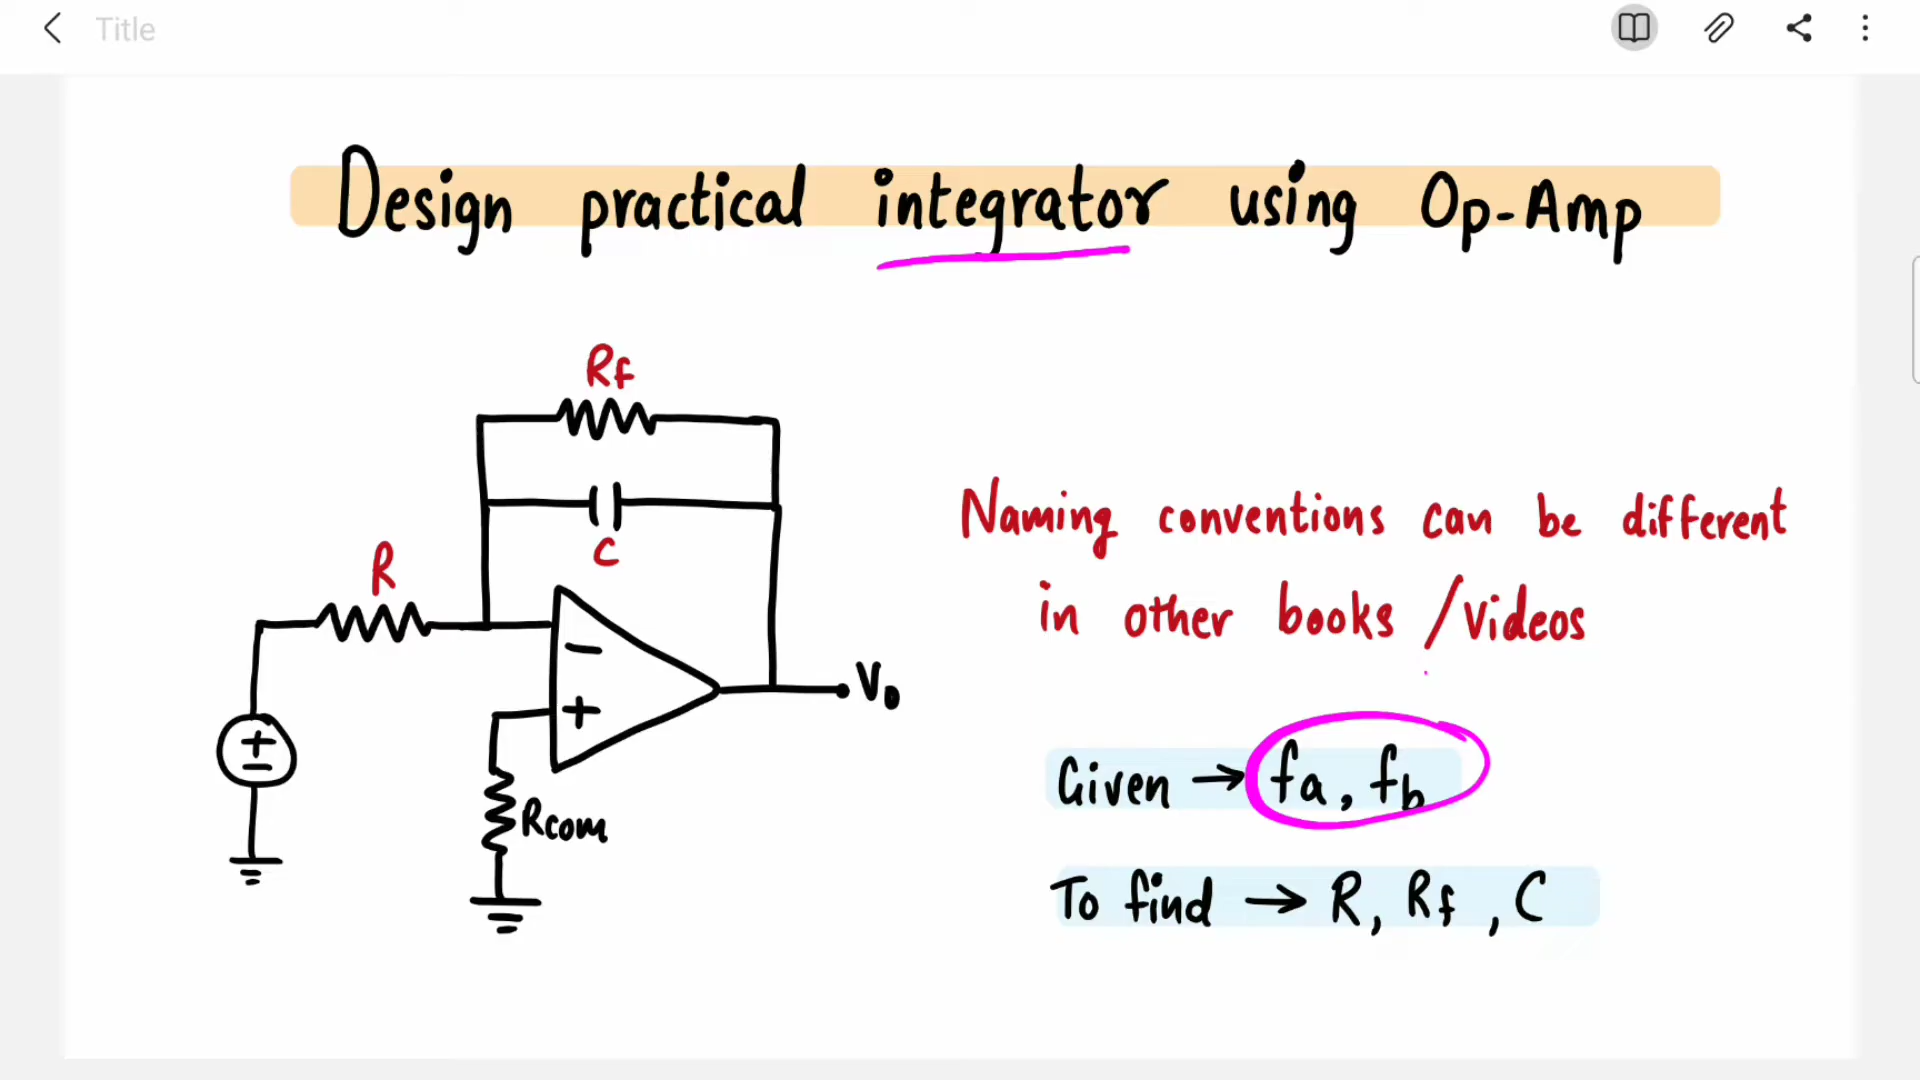 Title
Design practical integrator using Op-Amp
Rf
C
R
Naming conventions can be different
in other books / Videos
− 
+
Vo
+
−
Rcom
Given → fa, fb
To find → R, Rf, C